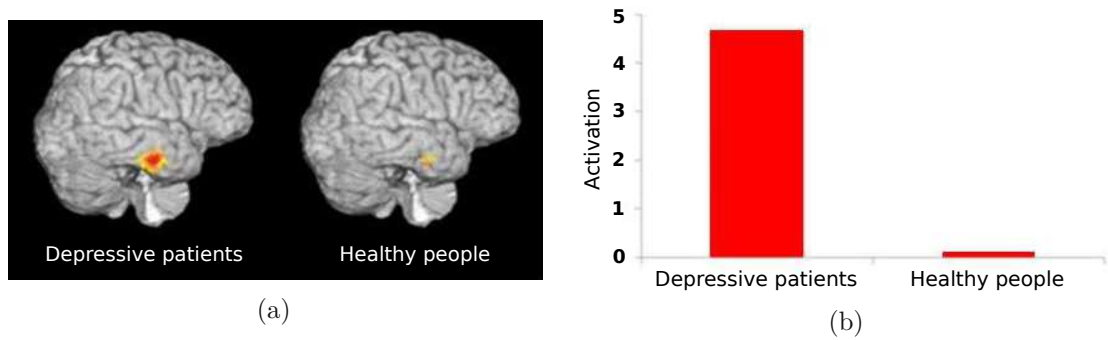 Depressive patients
Healthy people
(a)
5
4
3
2
1
0
Activation
Depressive patients
Healthy people
(b)